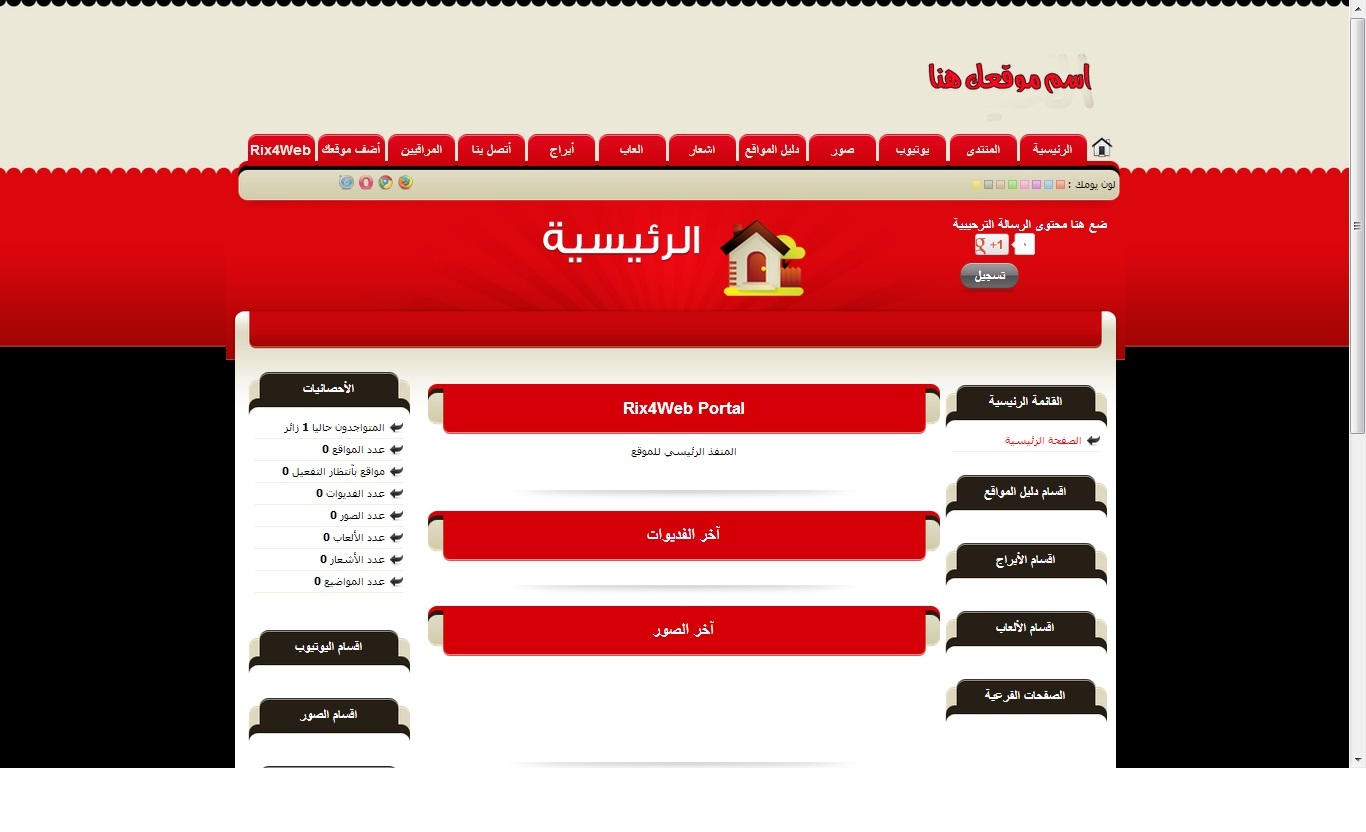 اسم موقعك هنا
الرئيسية
المنتدى
يوتيوب
صور
دليل المواقع
اشعار
العاب
أبراج
أتصل بنا
المراقبين
أضف موقعك
Rix4Web
لون يومك :
ضع هنا محتوى الرسالة الترحيبية
g +1
٠
تسجيل
الرئيسية
القائمة الرئيسية
الصفحة الرئيسية
اقسام دليل المواقع
اقسام الأبراج
اقسام الألعاب
الصفحات الفرعية
Rix4Web Portal
المنفذ الرئيسي للموقع
آخر الفديوات
آخر الصور
الأحصائيات
المتواجدون حاليا 1 زائر
عدد المواقع 0
مواقع بآنتظار التفعيل 0
عدد الفديوات 0
عدد الصور 0
عدد الألعاب 0
عدد الأشعار 0
عدد المواضيع 0
اقسام اليوتيوب
اقسام الصور